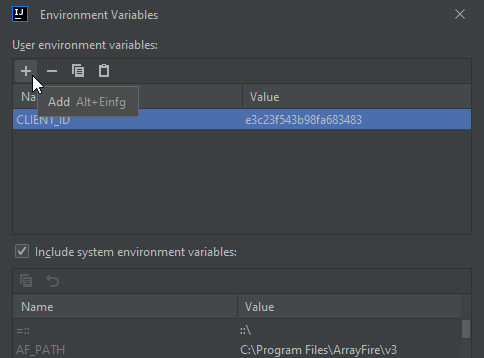 IJ Environment Variables
User environment variables:
Add Alt+Einfg
Value
CLIENT_ID e3c23f543b98fa683483
Include system environment variables:
Name Value
=:: ::\
AF_PATH C:\Program Files\ArrayFire\v3